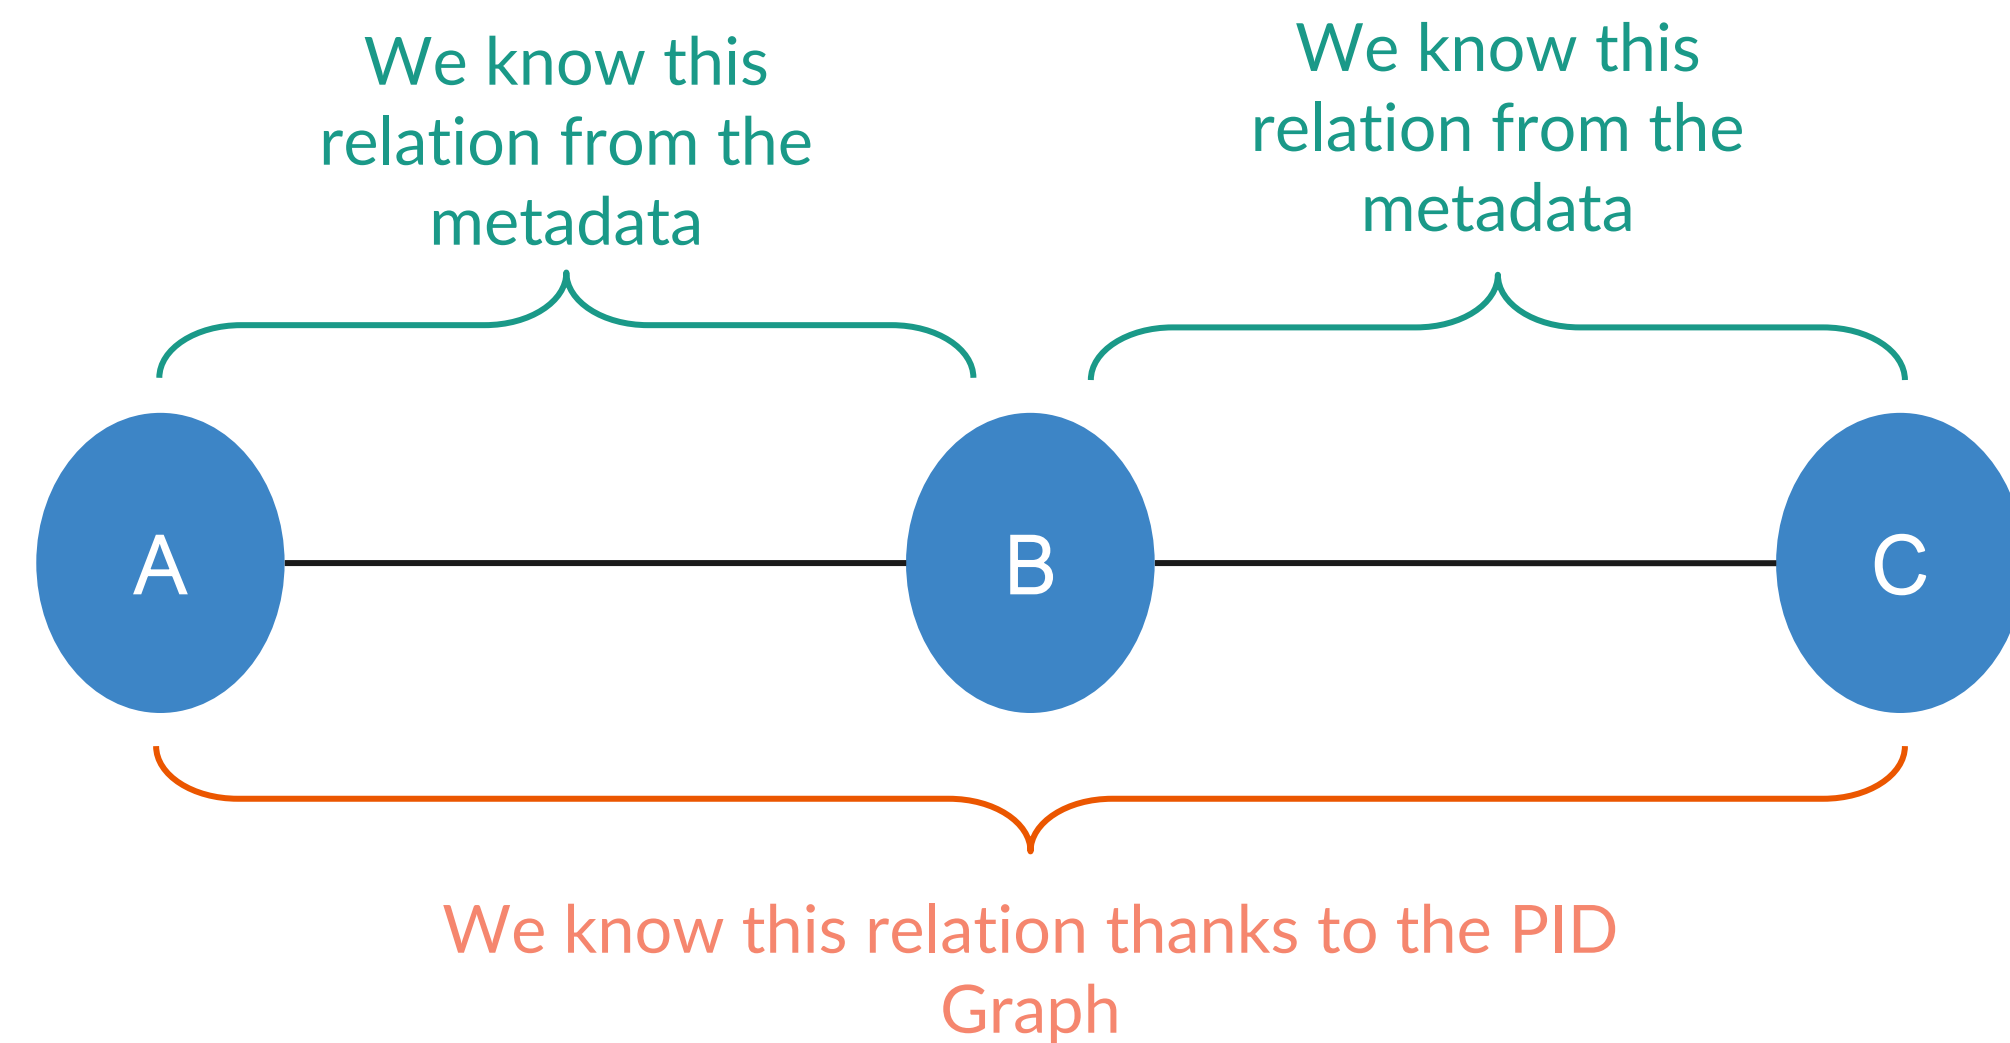 We know this
relation from the
metadata
We know this
relation from the
metadata
A
B
C
We know this relation thanks to the PID
Graph